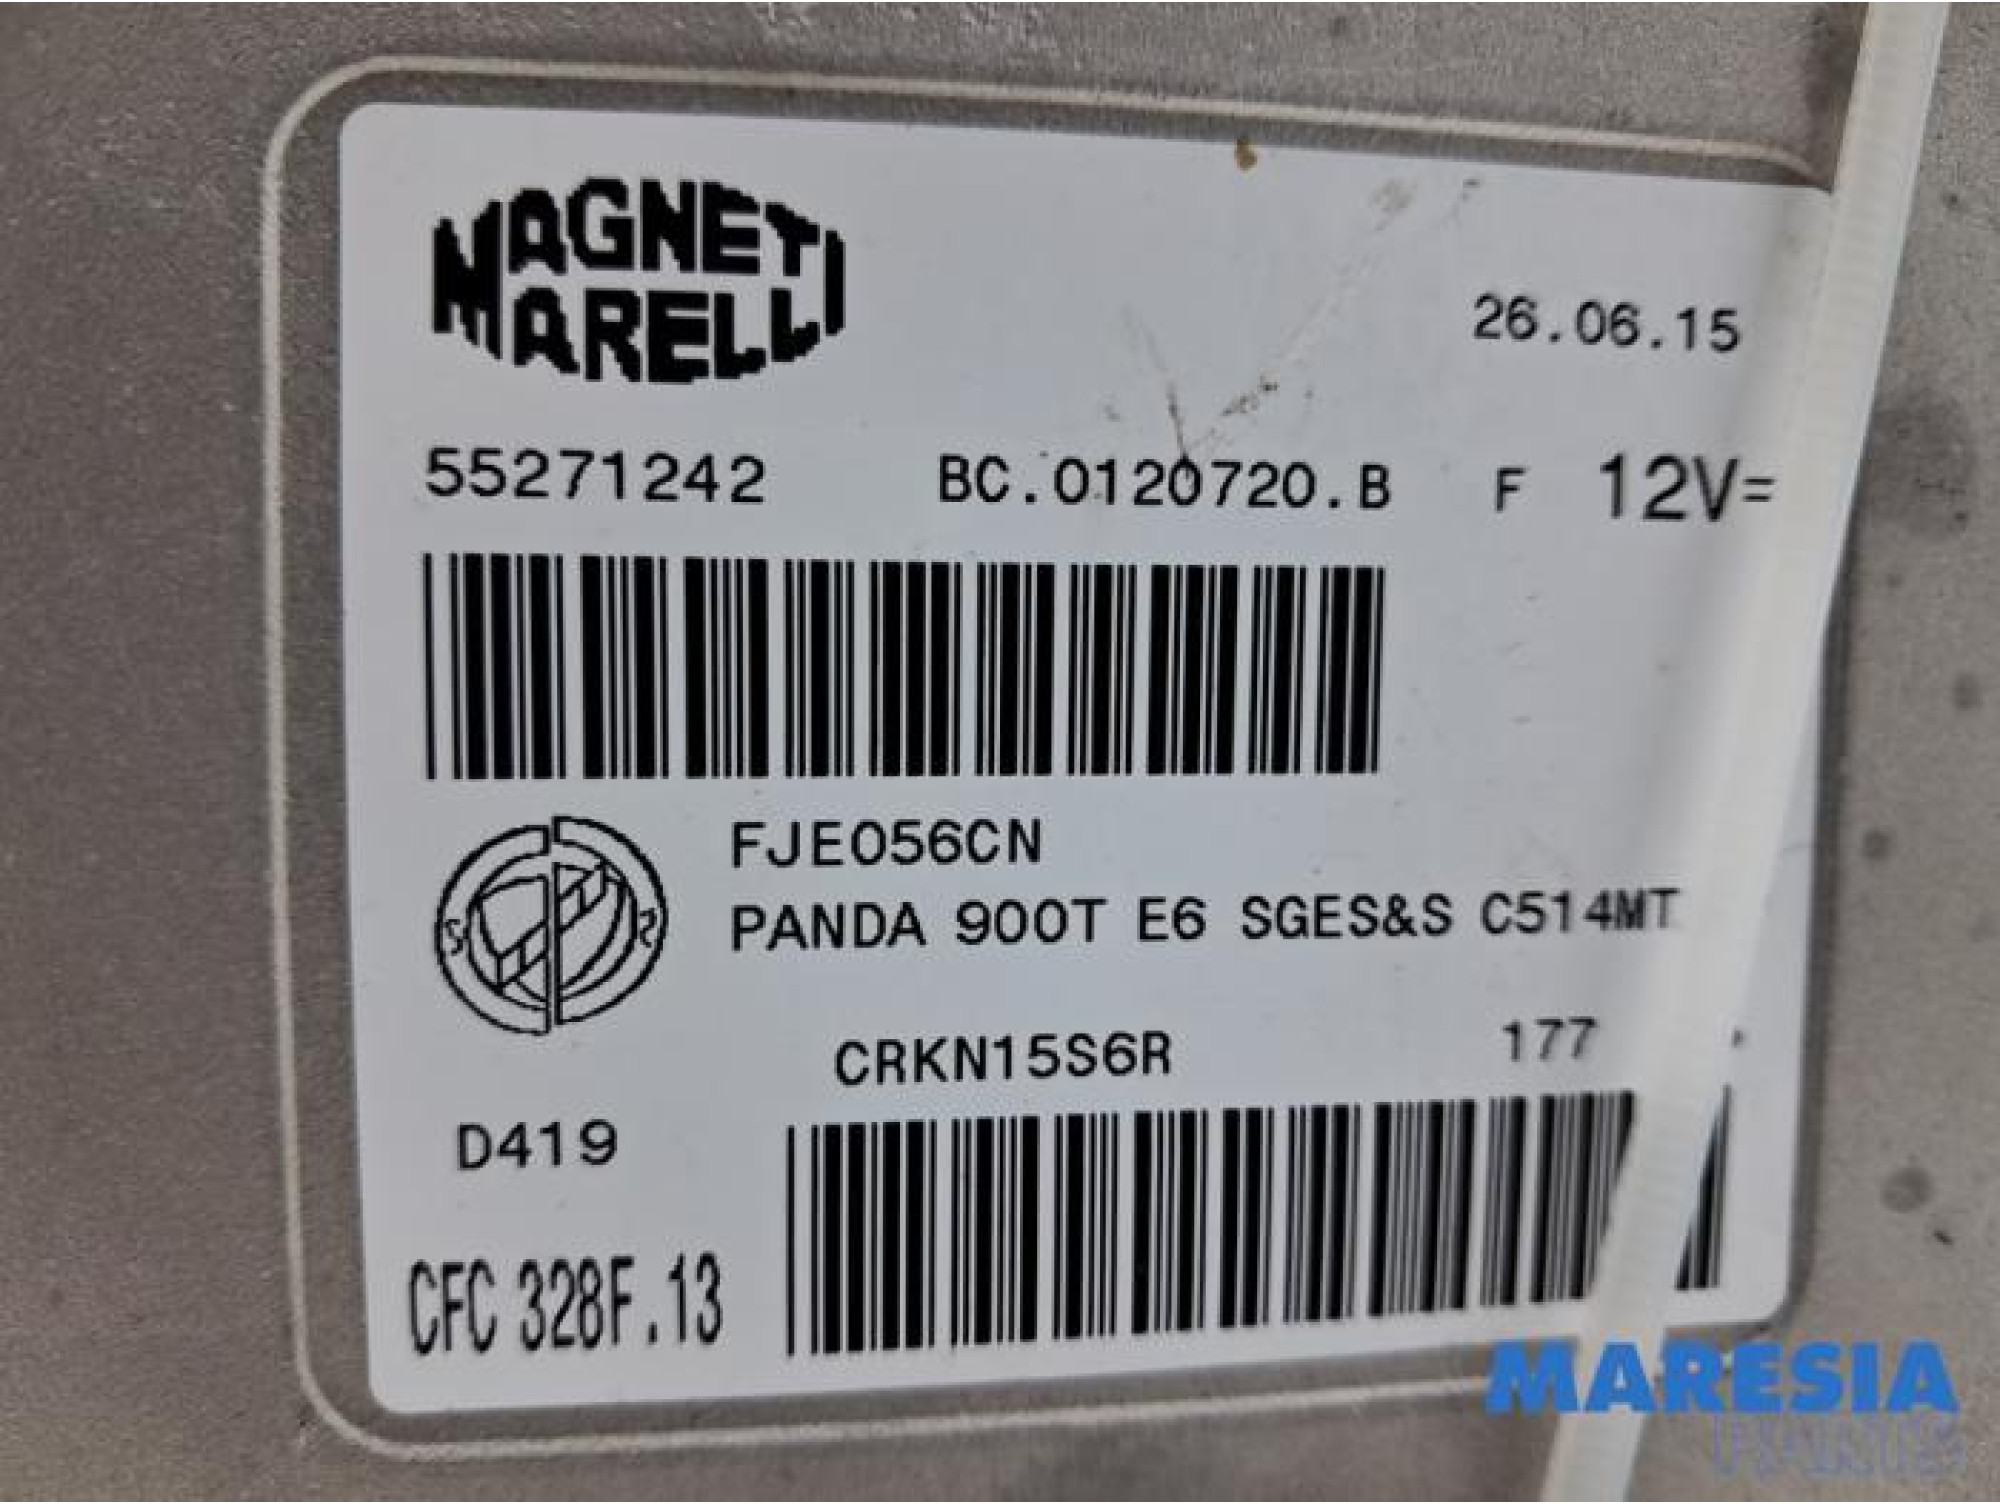 MAGNETI
MARELLI
26.06.15
55271242 BC.0120720.B F 12V=
FJE056CN
PANDA 900T E6 SGES&S C514MT
CRKN15S6R 177
D419
CFC 328F.13
MARESIA
PARTS